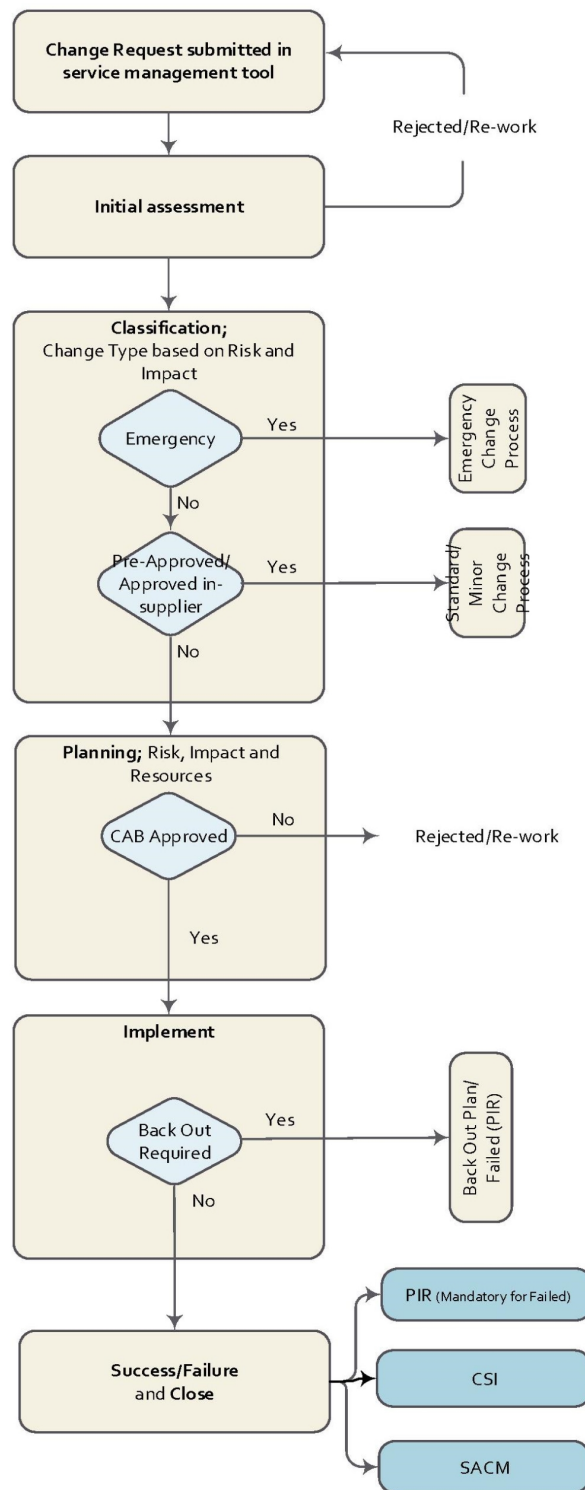 Change Request submitted in
service management tool
Rejected/Re-work
Initial assessment
Classification;
Change Type based on Risk and
Impact
Emergency
Yes
Emergency
Change
Process
No
Pre-Approved/
Approved in-
supplier
Yes
Standard/
Minor
Change
Process
No
Planning; Risk, Impact and
Resources
CAB Approved
No
Rejected/Re-work
Yes
Implement
Back Out
Required
Yes
Back Out Plan/
Failed (PIR)
No
PIR (Mandatory for Failed)
Success/Failure
and Close
CSI
SACM